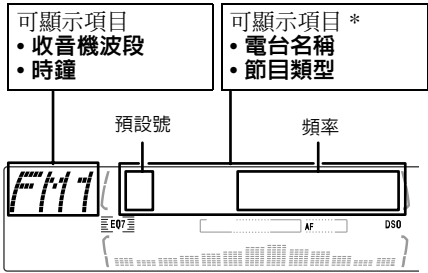 可顯示項目
• 收音機波段
• 時鐘
可顯示項目 *
• 電台名稱
• 節目類型
預設號
頻率
FM1
EQ7
AF
DSO